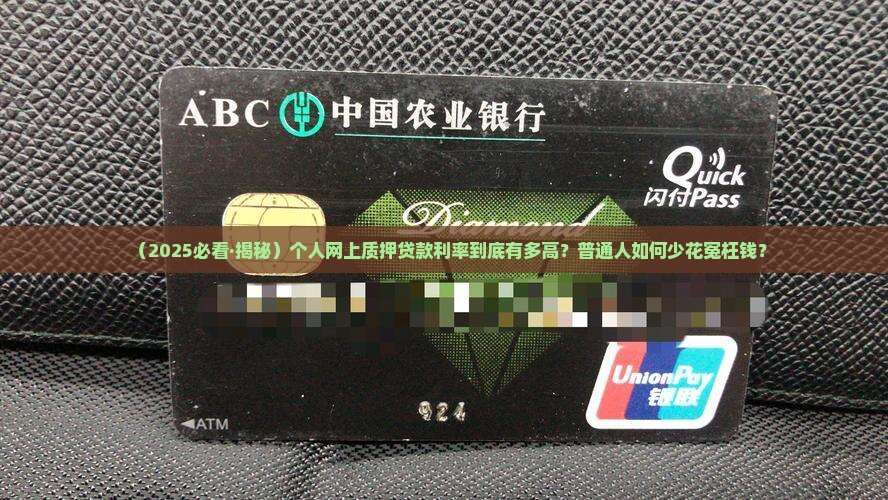 ABC 中国农业银行
Quick
闪付Pass
Diamond
（2025必看·揭秘）个人网上质押贷款利率到底有多高？普通人如何少花冤枉钱？
UnionPay
银联
924
ATM